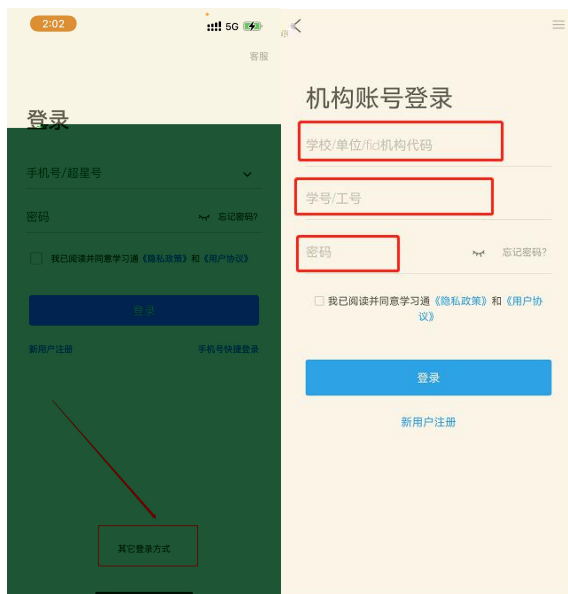 2:02
5G
客服
登录
手机号/超星号
密码
忘记密码?
我已阅读并同意学习通《隐私政策》和《用户协议》
登录
新用户注册
手机号快捷登录
其它登录方式
机构账号登录
学校/单位/fid机构代码
学号/工号
密码
忘记密码?
我已阅读并同意学习通《隐私政策》和《用户协
议》
登录
新用户注册